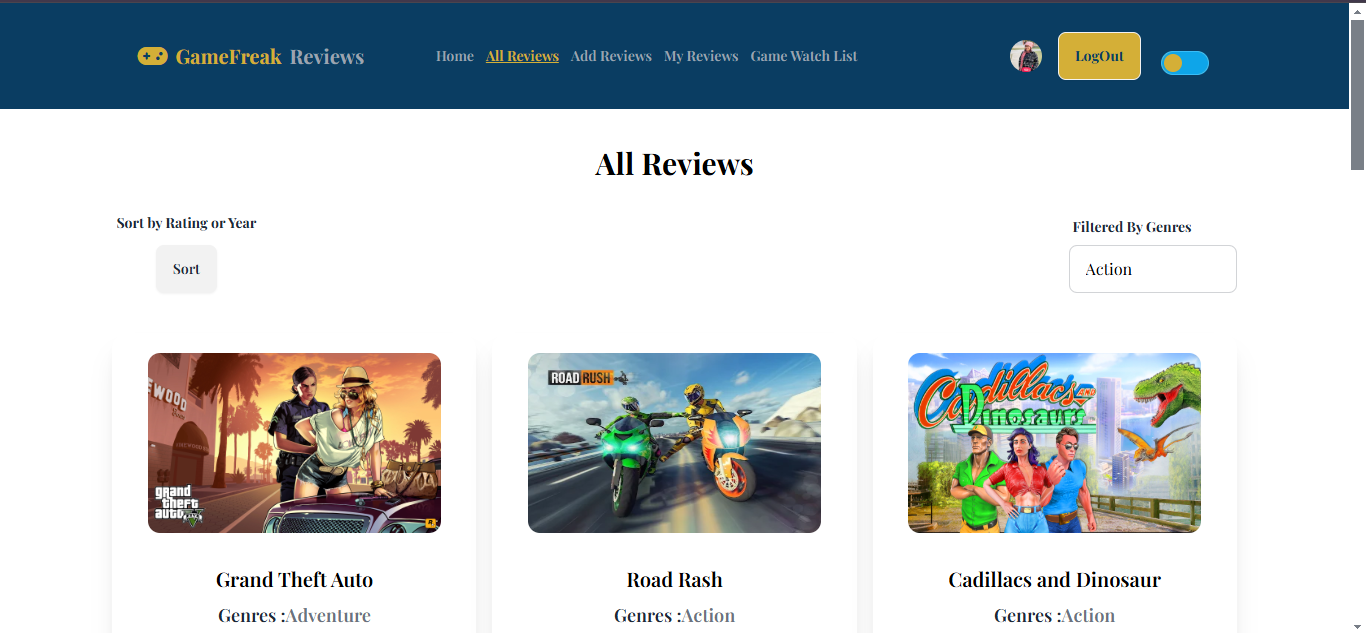 GameFreak Reviews
Home All Reviews Add Reviews My Reviews Game Watch List
LogOut
All Reviews
Sort by Rating or Year
Sort
Filtered By Genres
Action
grand
theft
auto
V
ROAD RUSH
Cadillacs AND
Dinosaurs
Grand Theft Auto
Genres :Adventure
Road Rash
Genres :Action
Cadillacs and Dinosaur
Genres :Action